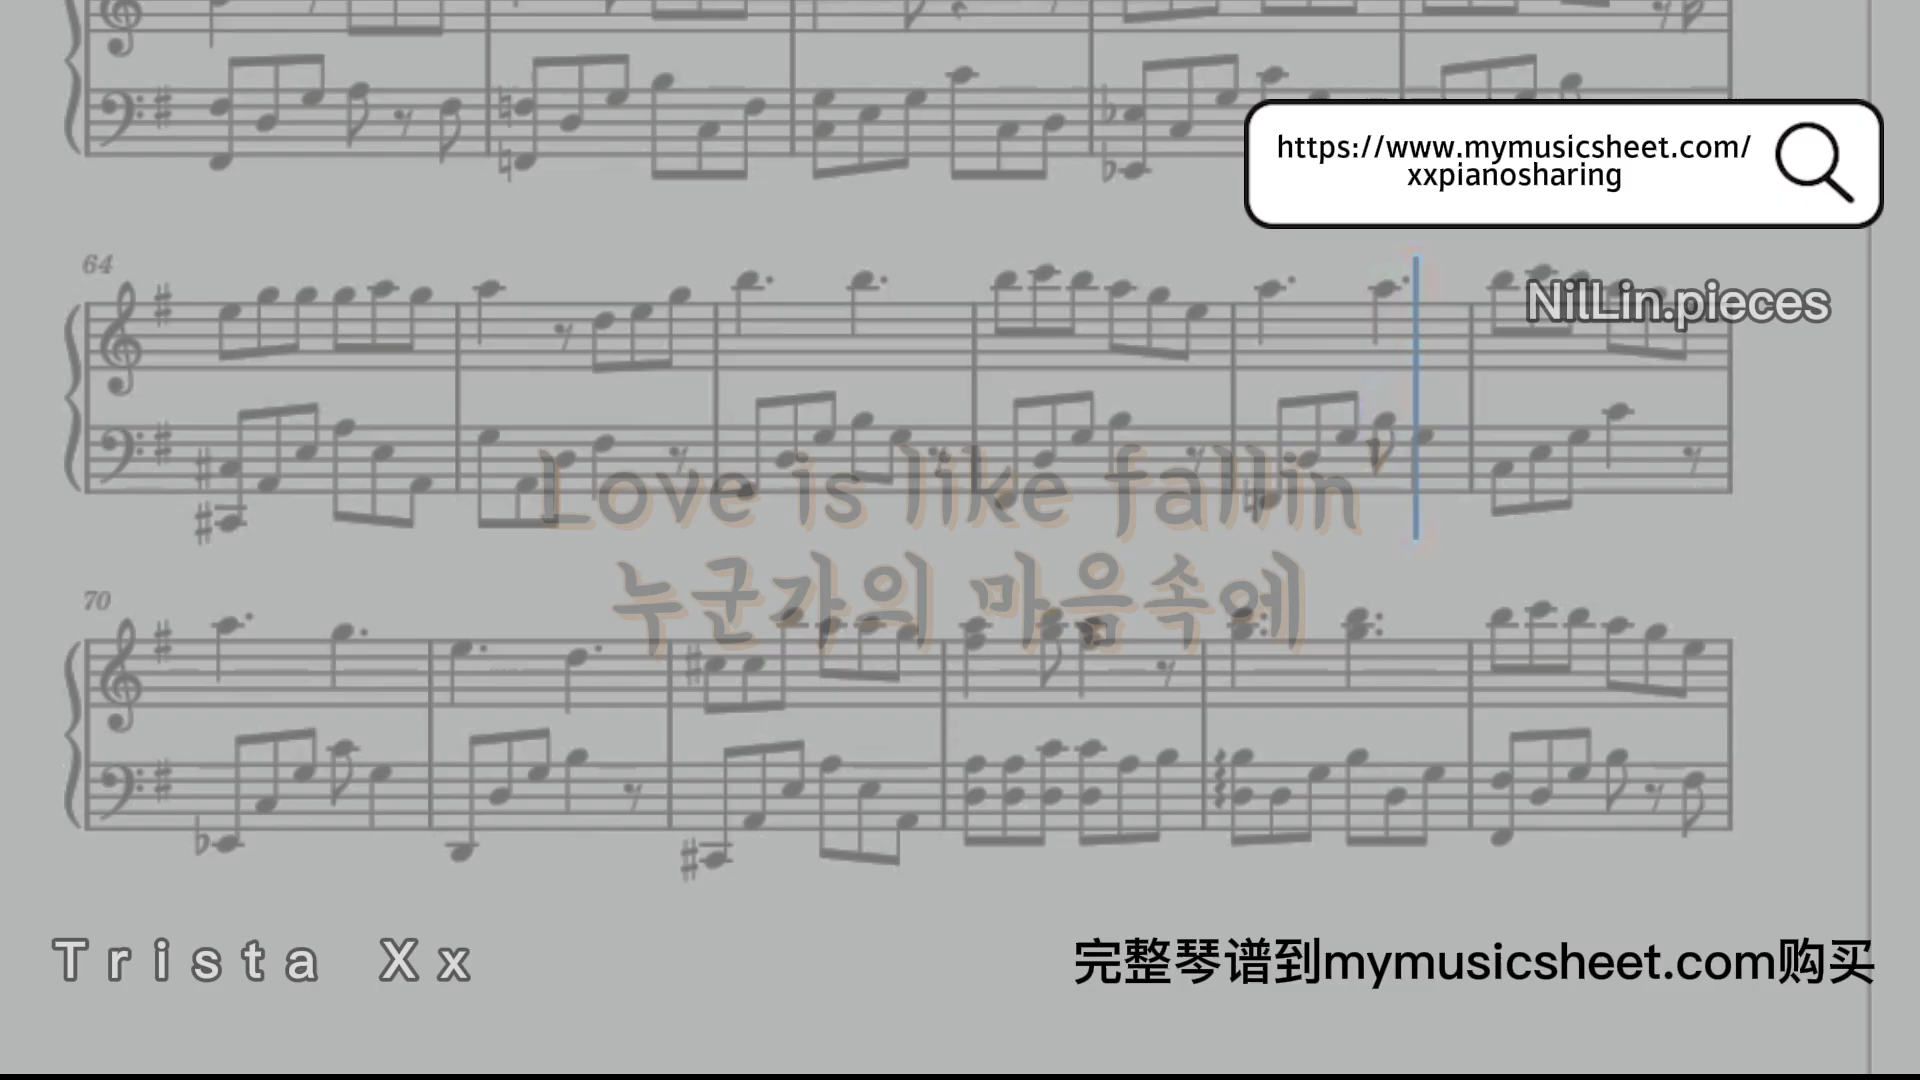 https://www.mymusicsheet.com/
xxpianosharing
64
NilLin.pieces
Love is like fallin
누군가의 마음속에
70
Trista Xx
完整琴谱到mymusicsheet.com购买